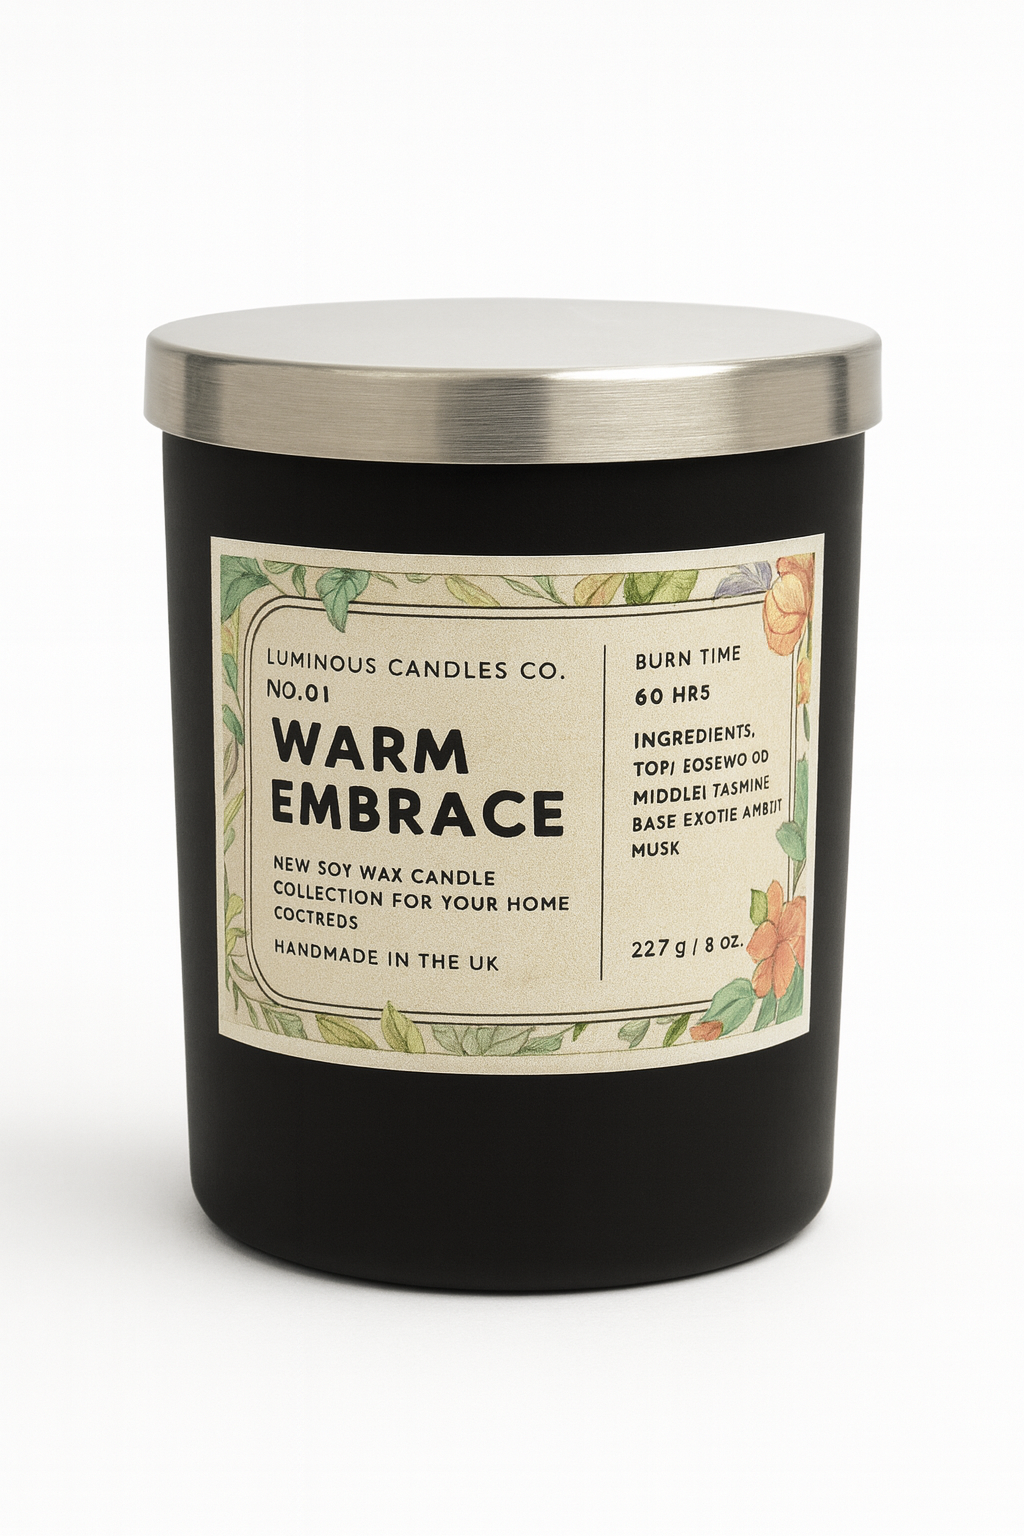 LUMINOUS CANDLES CO.
NO.01
WARM
EMBRACE
NEW SOY WAX CANDLE
COLLECTION FOR YOUR HOME
COCTREDS
HANDMADE IN THE UK
BURN TIME
60 HR5
INGREDIENTS,
TOP/ EOSEWO OD
MIDDLEI TASMINE
BASE EXOTIE AMBIJT
MUSK
227 g / 8 oz.